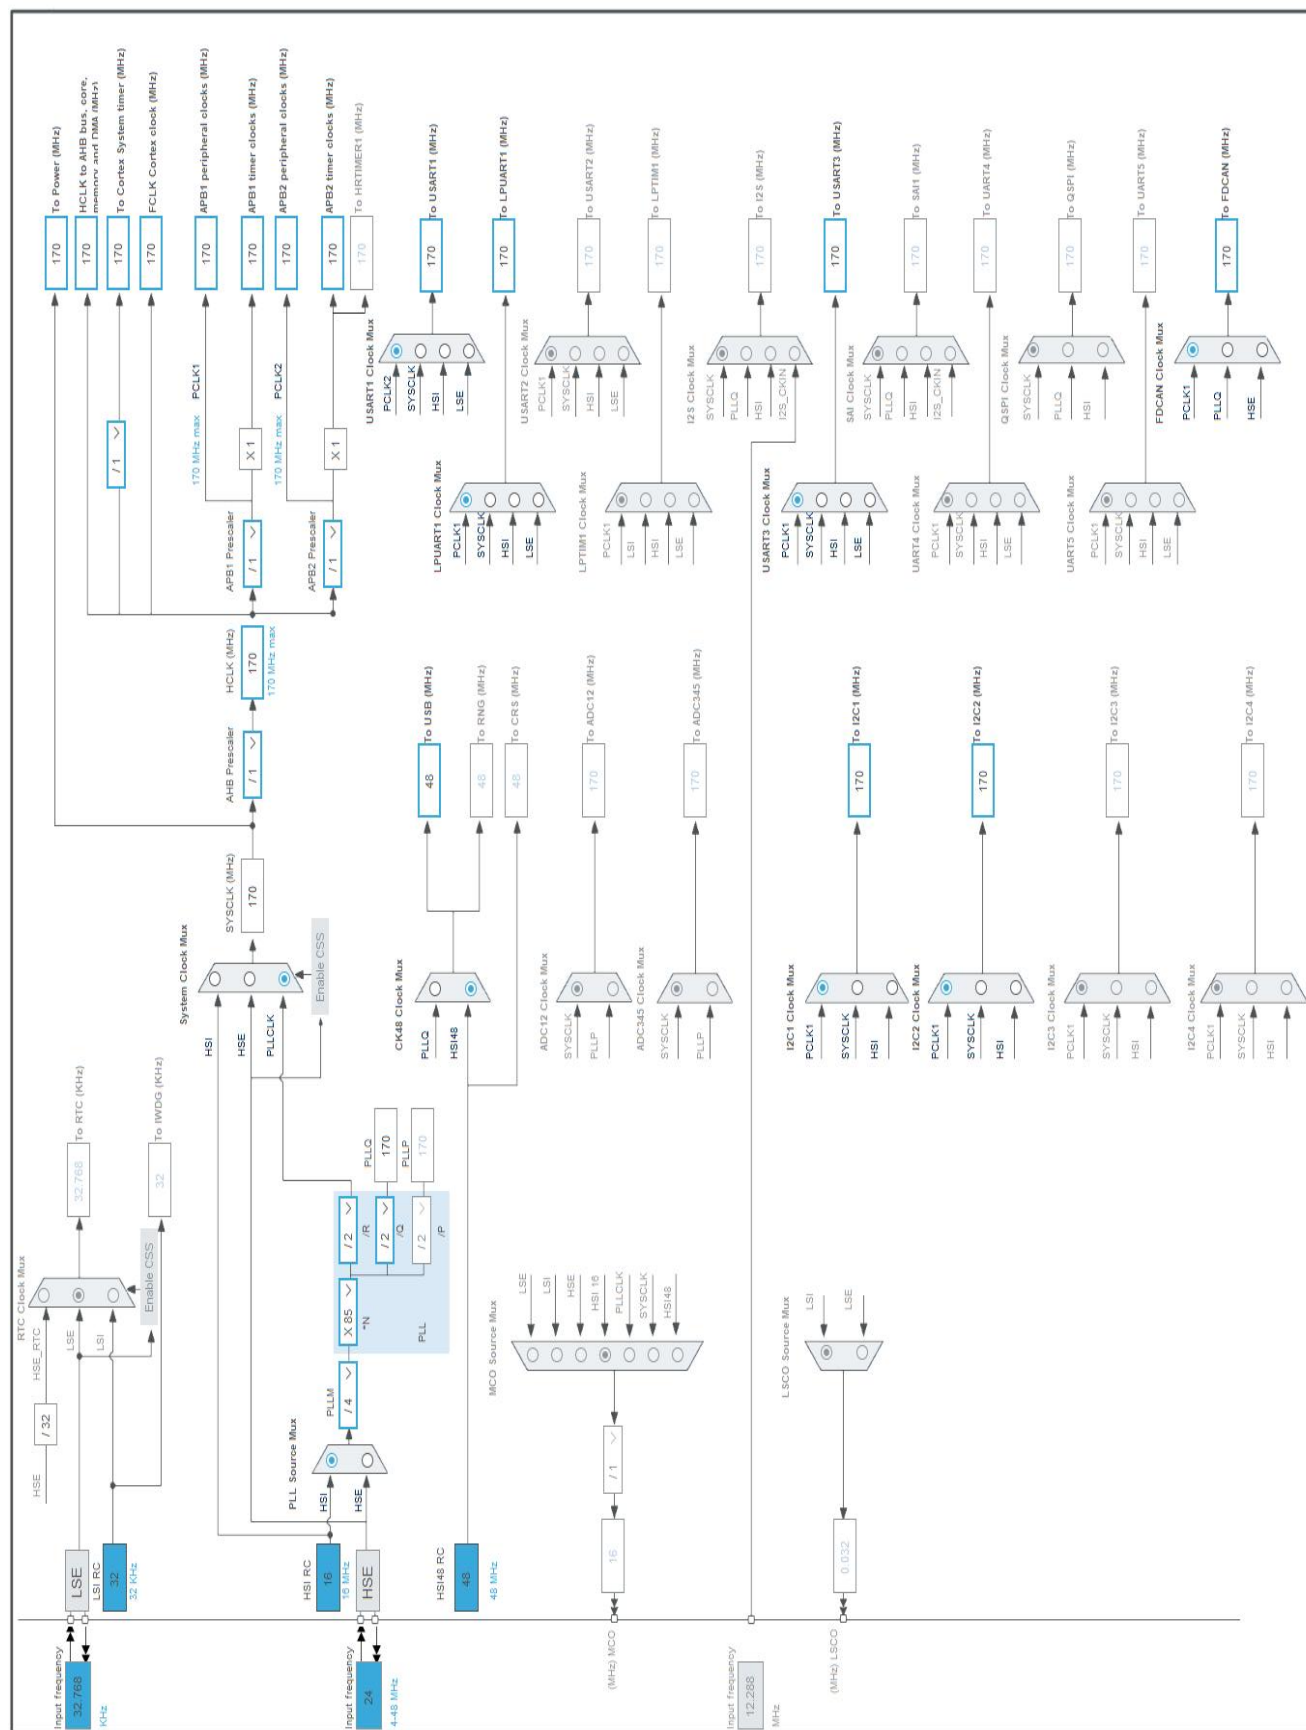 Input frequency
32.768
KHz
LSE
LSI RC
32
32 KHz
HSE
/ 32
HSE_RTC
LSE
LSI
RTC Clock Mux
Enable CSS
32.768
To RTC (KHz)
32
To IWDG (KHz)
Input frequency
24
4-48 MHz
HSI RC
16
16 MHz
HSE
HSI48 RC
48
48 MHz
PLL Source Mux
HSI
HSE
PLLM
/ 4
X 85
*N
PLL
/ 2
/R
/ 2
/Q
/ 2
/P
PLLQ
170
PLLP
170
System Clock Mux
HSI
HSE
PLLCLK
Enable CSS
SYSCLK (MHz)
170
AHB Prescaler
/ 1
HCLK (MHz)
170
170 MHz max
APB1 Prescaler
/ 1
APB2 Prescaler
/ 1
/ 1
170 MHz max
PCLK1
X 1
170 MHz max
PCLK2
X 1
170
To Power (MHz)
170
HCLK to AHB bus, core,
memory and DMA (MHz)
170
To Cortex System timer (MHz)
170
FCLK Cortex clock (MHz)
170
APB1 peripheral clocks (MHz)
170
APB1 timer clocks (MHz)
170
APB2 peripheral clocks (MHz)
170
APB2 timer clocks (MHz)
170
To HRTIMER1 (MHz)
CK48 Clock Mux
PLLQ
HSI48
48
To USB (MHz)
48
To RNG (MHz)
48
To CRS (MHz)
ADC12 Clock Mux
SYSCLK
PLLP
170
To ADC12 (MHz)
ADC345 Clock Mux
SYSCLK
PLLP
170
To ADC345 (MHz)
USART1 Clock Mux
PCLK2
SYSCLK
HSI
LSE
170
To USART1 (MHz)
LPUART1 Clock Mux
PCLK1
SYSCLK
HSI
LSE
170
To LPUART1 (MHz)
USART2 Clock Mux
PCLK1
SYSCLK
HSI
LSE
170
To USART2 (MHz)
LPTIM1 Clock Mux
PCLK1
LSI
HSI
LSE
170
To LPTIM1 (MHz)
I2S Clock Mux
SYSCLK
PLLQ
HSI
I2S_CKIN
170
To I2S (MHz)
USART3 Clock Mux
PCLK1
SYSCLK
HSI
LSE
170
To USART3 (MHz)
SAI Clock Mux
SYSCLK
PLLQ
HSI
I2S_CKIN
170
To SAI1 (MHz)
UART4 Clock Mux
PCLK1
SYSCLK
HSI
LSE
170
To UART4 (MHz)
QSPI Clock Mux
SYSCLK
PLLQ
HSI
170
To QSPI (MHz)
UART5 Clock Mux
PCLK1
SYSCLK
HSI
LSE
170
To UART5 (MHz)
FDCAN Clock Mux
PCLK1
PLLQ
HSE
170
To FDCAN (MHz)
I2C1 Clock Mux
PCLK1
SYSCLK
HSI
170
To I2C1 (MHz)
I2C2 Clock Mux
PCLK1
SYSCLK
HSI
170
To I2C2 (MHz)
I2C3 Clock Mux
PCLK1
SYSCLK
HSI
170
To I2C3 (MHz)
I2C4 Clock Mux
PCLK1
SYSCLK
HSI
170
To I2C4 (MHz)
MCO Source Mux
LSE
LSI
HSE
HSI 16
PLLCLK
SYSCLK
HSI48
/ 1
16
(MHz) MCO
Input frequency
12.288
MHz
LSCO Source Mux
LSI
LSE
0.032
(MHz) LSCO